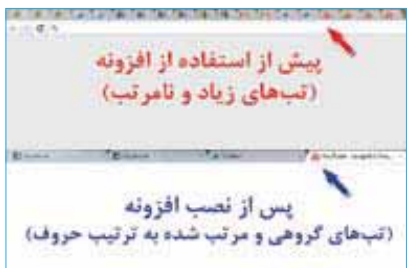 پیش از استفاده از افزونه
(تب‌های زیاد و نامرتب)
پس از نصب افزونه
(تب‌های گروهی و مرتب شده به ترتیب حروف)